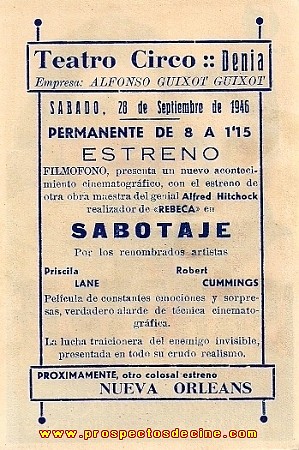 Teatro Circo :: Denia
Empresa: ALFONSO GUIXOT GUIXOT
SABADO, 28 de Septiembre de 1946
PERMANENTE DE 8 A 1'15
ESTRENO
FILMOFONO, presenta un nuevo aconteci-
miento cinematográfico, con el estreno de
otra obra maestra del genial Alfred Hitchock
realizador de «REBECA» en
SABOTAJE
Por los renombrados artistas
Priscila Robert
LANE CUMMINGS
Película de constantes emociones y sorpre-
sas, verdadero alarde de técnica cinemato-
gráfica.
La lucha traicionera del enemigo invisible,
presentada en todo su crudo realismo.
PROXIMAMENTE, otro colosal estreno
NUEVA ORLEANS
www.prospectosdecine.com